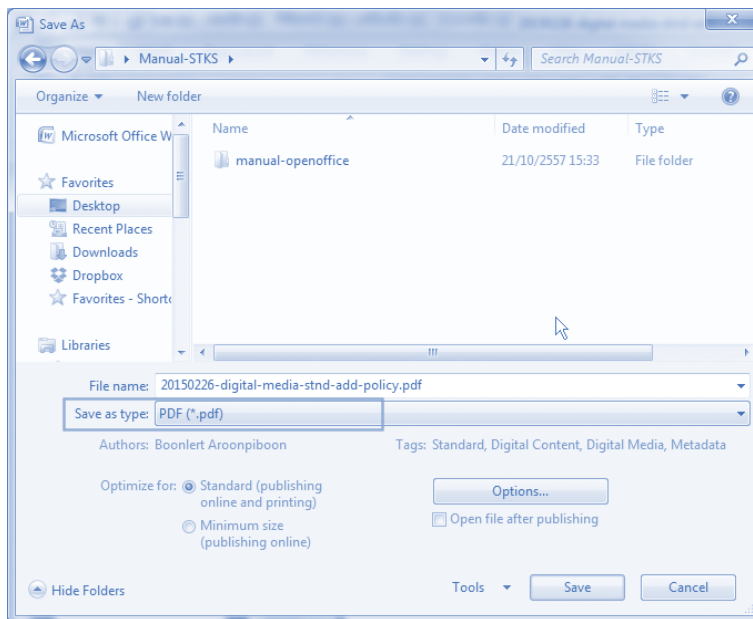 Save As
Manual-STKS
Search Manual-STKS
Organize
New folder
Name
Date modified
Type
Microsoft Office W
manual-openoffice
21/10/2557 15:33
File folder
Favorites
Desktop
Recent Places
Downloads
Dropbox
Favorites - Shortc
Libraries
File name: 20150226-digital-media-stnd-add-policy.pdf
Save as type: PDF (*.pdf)
Authors: Boonlert Aroonpiboon
Tags: Standard, Digital Content, Digital Media, Metadata
Optimize for:
Standard (publishing
online and printing)
Minimum size
(publishing online)
Options...
Open file after publishing
Hide Folders
Tools
Save
Cancel